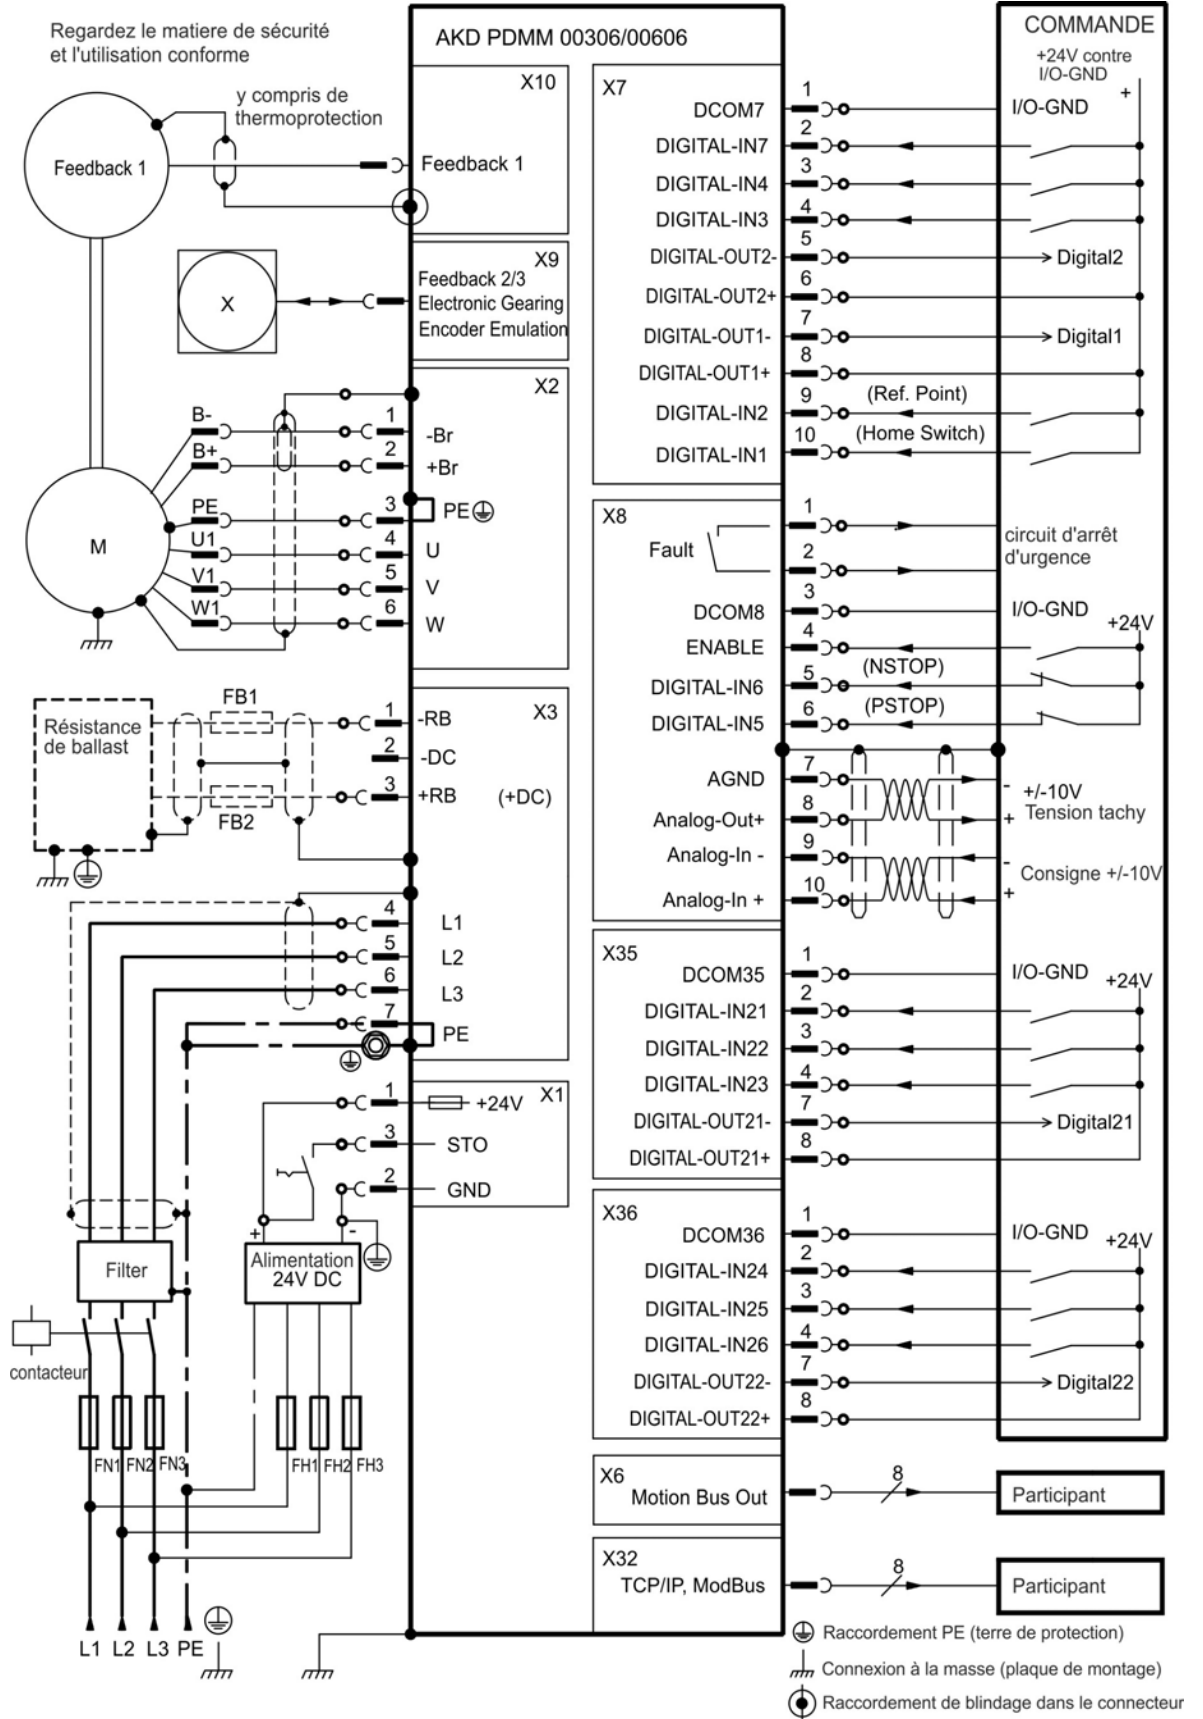 Regardez le matiere de sécurité
et l'utilisation conforme
AKD PDMM 00306/00606
COMMANDE
+24V contre
I/O-GND
+
y compris de
thermoprotection
Feedback 1
X10
Feedback 1
X
X9
Feedback 2/3
Electronic Gearing
Encoder Emulation
X2
B- 1 -Br
B+ 2 +Br
PE 3 PE
U1 4 U
V1 5 V
W1 6 W
M
Résistance
de ballast
FB1
FB2
X3
1 -RB
2 -DC
3 +RB (+DC)
4 L1
5 L2
6 L3
7 PE
X1
1 +24V
3 STO
2 GND
+ -
Alimentation
24V DC
Filter
contacteur
FN1 FN2 FN3 FH1 FH2 FH3
L1 L2 L3 PE
X7
DCOM7 1 I/O-GND
DIGITAL-IN7 2
DIGITAL-IN4 3
DIGITAL-IN3 4
DIGITAL-OUT2- 5 Digital2
DIGITAL-OUT2+ 6
DIGITAL-OUT1- 7 Digital1
DIGITAL-OUT1+ 8
DIGITAL-IN2 9 (Ref. Point)
DIGITAL-IN1 10 (Home Switch)
X8
Fault 1
2
circuit d'arrêt
d'urgence
DCOM8 3 I/O-GND
+24V
ENABLE 4
DIGITAL-IN6 5 (NSTOP)
DIGITAL-IN5 6 (PSTOP)
AGND 7 -
+/-10V
Tension tachy
Analog-Out+ 8 +
Analog-In - 9 -
Consigne +/-10V
Analog-In + 10 +
X35
DCOM35 1 I/O-GND
+24V
DIGITAL-IN21 2
DIGITAL-IN22 3
DIGITAL-IN23 4
DIGITAL-OUT21- 7 Digital21
DIGITAL-OUT21+ 8
X36
DCOM36 1 I/O-GND
+24V
DIGITAL-IN24 2
DIGITAL-IN25 3
DIGITAL-IN26 4
DIGITAL-OUT22- 7 Digital22
DIGITAL-OUT22+ 8
X6
Motion Bus Out 8 Participant
X32
TCP/IP, ModBus 8 Participant
Raccordement PE (terre de protection)
Connexion à la masse (plaque de montage)
Raccordement de blindage dans le connecteur